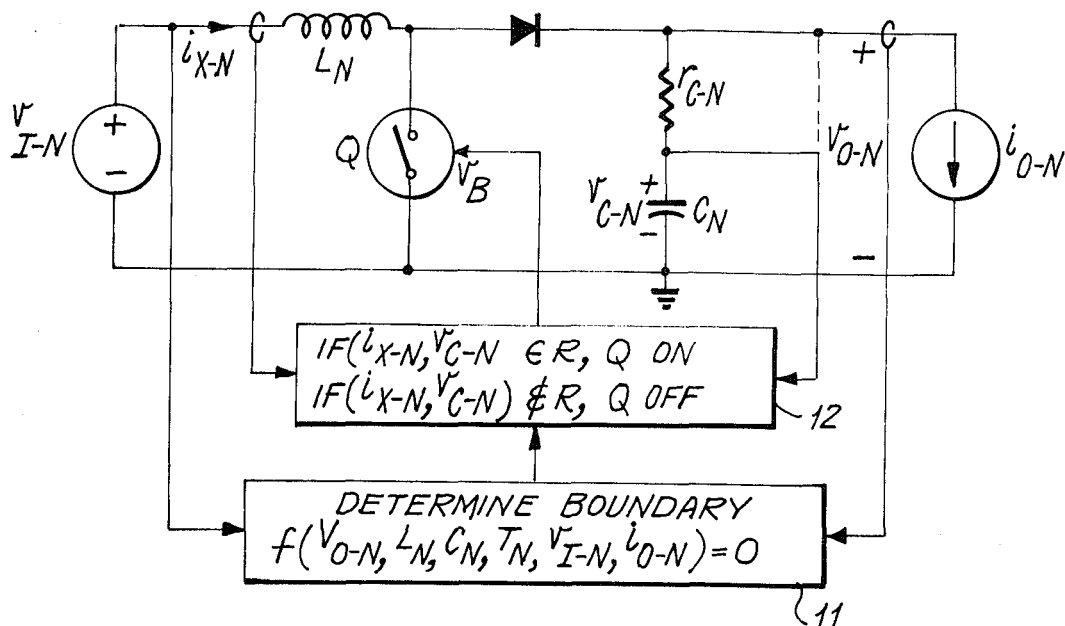 i_X-N
L_N
r_C-N
+
v_I-N
+
-
Q
v_B
v_O-N
i_O-N
v_C-N
+
-
C_N
-
IF(i_X-N, v_C-N ∈ R, Q ON
IF(i_X-N, v_C-N) ∉ R, Q OFF
12
DETERMINE BOUNDARY
f(V_O-N, L_N, C_N, T_N, v_I-N, i_O-N) = O
11